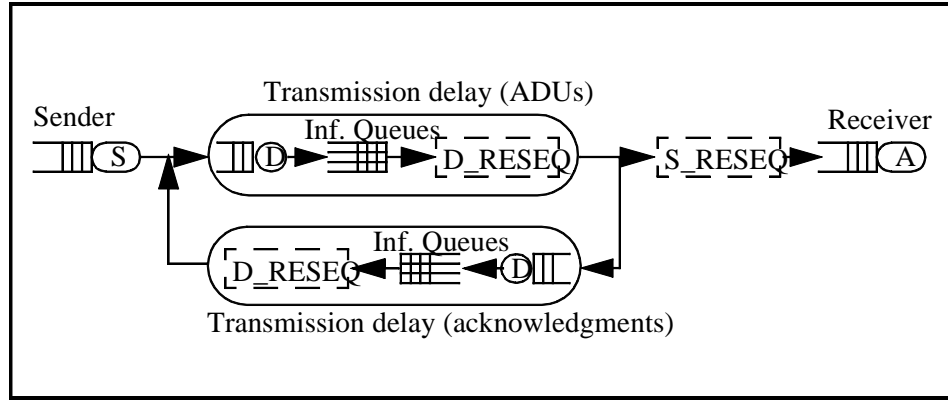 Transmission delay (ADUs)
Sender
Inf. Queues
Receiver
S
D
D_RESEQ
S_RESEQ
A
Inf. Queues
D_RESEQ
D
Transmission delay (acknowledgments)